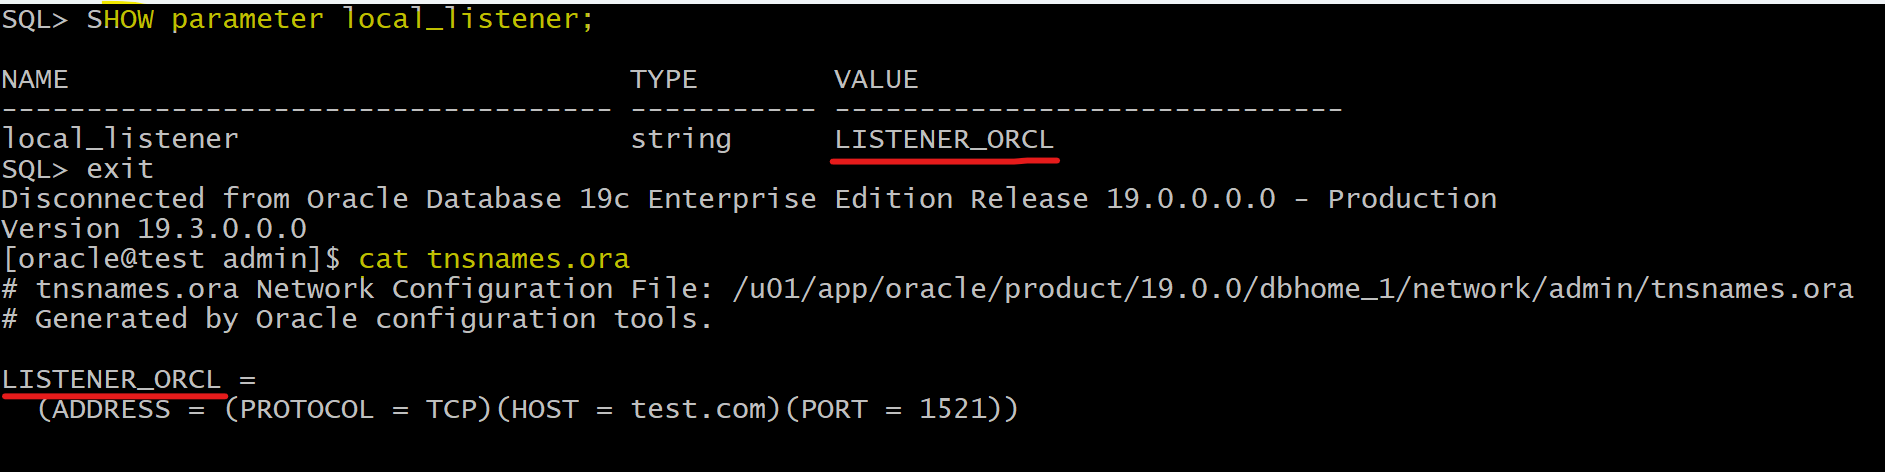 SQL> SHOW parameter local_listener;
NAME TYPE VALUE
------------------------------------ ----------- ------------------------------
local_listener string LISTENER_ORCL
SQL> exit
Disconnected from Oracle Database 19c Enterprise Edition Release 19.0.0.0.0 - Production
Version 19.3.0.0.0
[oracle@test admin]$ cat tnsnames.ora
# tnsnames.ora Network Configuration File: /u01/app/oracle/product/19.0.0/dbhome_1/network/admin/tnsnames.ora
# Generated by Oracle configuration tools.
LISTENER_ORCL =
(ADDRESS = (PROTOCOL = TCP)(HOST = test.com)(PORT = 1521))